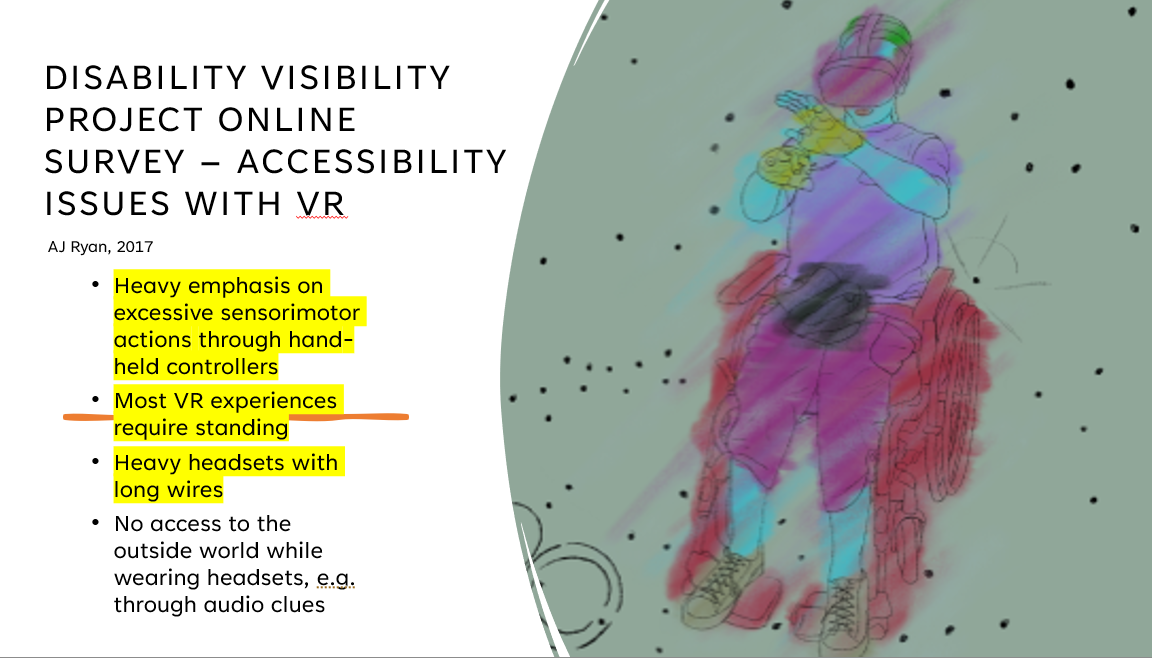 DISABILITY VISIBILITY
PROJECT ONLINE
SURVEY – ACCESSIBILITY
ISSUES WITH VR
AJ Ryan, 2017
• Heavy emphasis on
excessive sensorimotor
actions through hand-
held controllers
• Most VR experiences
require standing
• Heavy headsets with
long wires
• No access to the
outside world while
wearing headsets, e.g.
through audio clues